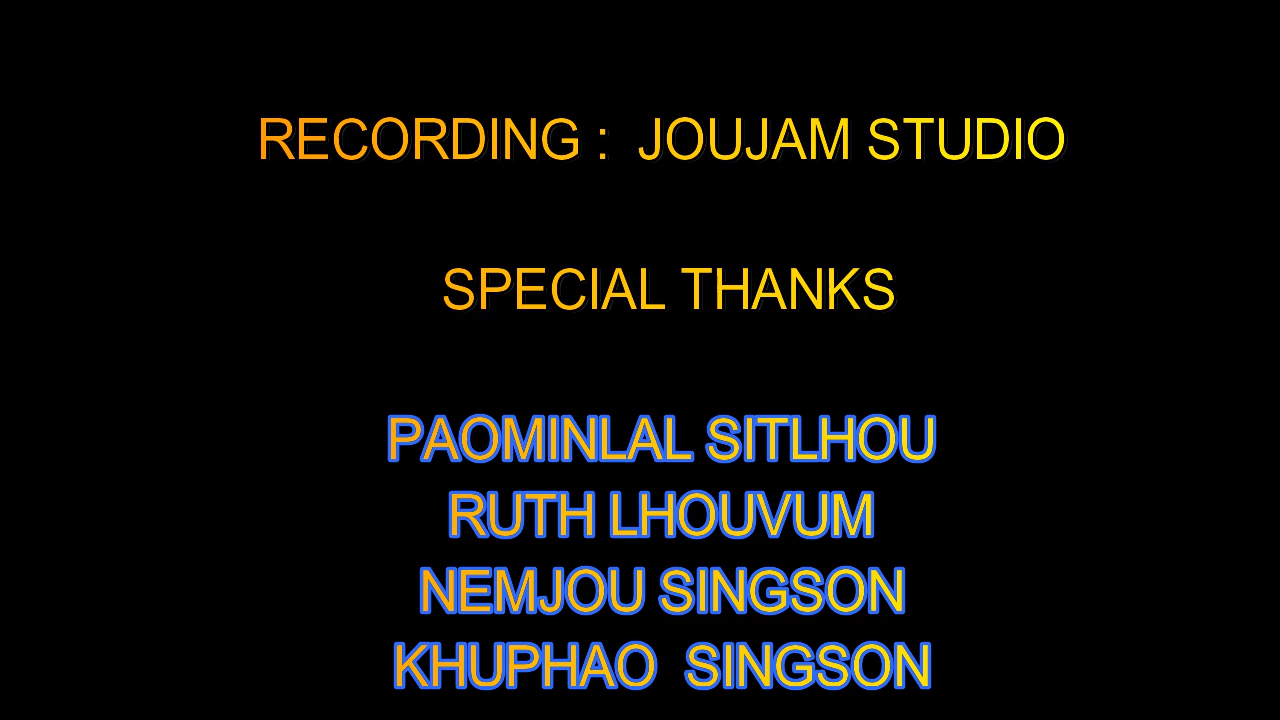 RECORDING : JOUJAM STUDIO
SPECIAL THANKS
PAOMINLAL SITLHOU
RUTH LHOUVUM
NEMJOU SINGSON
KHUPHAO SINGSON